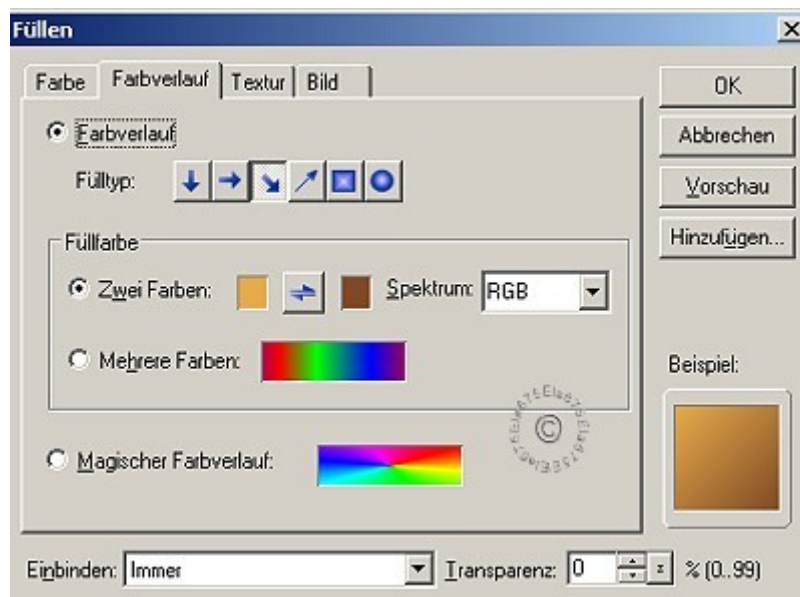 Füllen
Farbe Farbverlauf Textur Bild
OK
Farbverlauf
Abbrechen
Fülltyp:
Vorschau
Hinzufügen...
Füllfarbe
Zwei Farben: Spektrum: RGB
Mehrere Farben:
Beispiel:
Magischer Farbverlauf:
©
Einbinden: Immer Transparenz: 0 % (0..99)